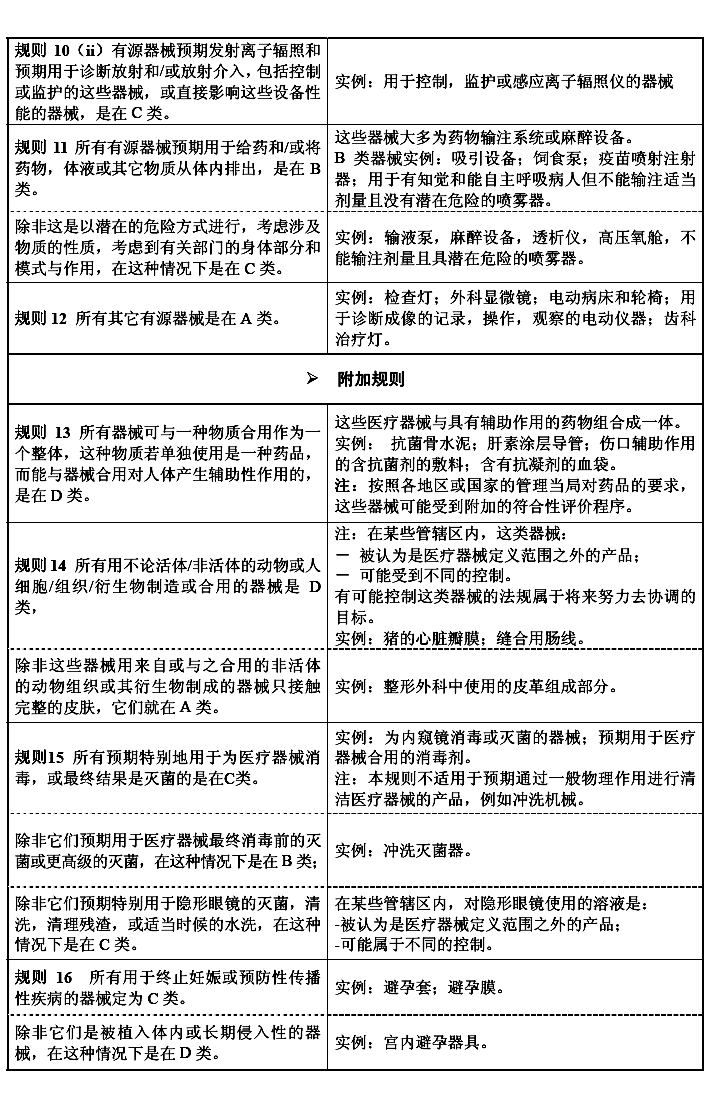 规则 10（ii）有源器械预期发射离子辐照和
预期用于诊断放射和/或放射介入，包括控制
或监护的这些器械，或直接影响这些设备性
能的器械，是在 C 类。
实例：用于控制，监护或感应离子辐照仪的器械
规则 11 所有有源器械预期用于给药和/或将
药物，体液或其它物质从体内排出，是在 B
类。
这些器械大多为药物输注系统或麻醉设备。
B 类器械实例：吸引设备；饲食泵；疫苗喷射注射
器；用于有知觉和能自主呼吸病人但不能输注适当
剂量且没有潜在危险的喷雾器。
除非这是以潜在的危险方式进行，考虑涉及
物质的性质，考虑到有关部门的身体部分和
模式与作用，在这种情况下是在 C 类。
实例：输液泵，麻醉设备，透析仪，高压氧舱，不
能输注剂量且具潜在危险的喷雾器。
规则 12 所有其它有源器械是在 A 类。
实例：检查灯；外科显微镜；电动病床和轮椅；用
于诊断成像的记录，操作，观察的电动仪器；齿科
治疗灯。
➢ 附加规则
规则 13 所有器械可与一种物质合用作为一
个整体，这种物质若单独使用是一种药品，
而能与器械合用对人体产生辅助性作用的，
是在 D 类。
这些医疗器械与具有辅助作用的药物组合成一体。
实例： 抗菌骨水泥；肝素涂层导管；伤口辅助作用
的含抗菌剂的敷料；含有抗凝剂的血袋。
注：按照各地区或国家的管理当局对药品的要求，
这些器械可能受到附加的符合性评价程序。
规则 14 所有用不论活体/非活体的动物或人
细胞/组织/衍生物制造或合用的器械是 D
类，
注：在某些管辖区内，这类器械：
－ 被认为是医疗器械定义范围之外的产品；
－ 可能受到不同的控制。
有可能控制这类器械的法规属于将来努力去协调的
目标。
实例：猪的心脏瓣膜；缝合用肠线。
除非这些器械用来自或与之合用的非活体
的动物组织或其衍生物制成的器械只接触
完整的皮肤，它们就在 A 类。
实例：整形外科中使用的皮革组成部分。
规则15 所有预期特别地用于为医疗器械消
毒，或最终结果是灭菌的是在C类。
实例：为内窥镜消毒或灭菌的器械；预期用于医疗
器械合用的消毒剂。
注：本规则不适用于预期通过一般物理作用进行清
洁医疗器械的产品，例如冲洗机械。
除非它们预期用于医疗器械最终消毒前的灭
菌或更高级的灭菌，在这种情况下是在 B 类；
实例：冲洗灭菌器。
除非它们预期特别用于隐形眼镜的灭菌，清
洗，清理残渣，或适当时候的水洗，在这种
情况下是在 C 类。
在某些管辖区内，对隐形眼镜使用的溶液是：
-被认为是医疗器械定义范围之外的产品；
-可能属于不同的控制。
规则 16 所有用于终止妊娠或预防性传播
性疾病的器械定为 C 类。
实例：避孕套；避孕膜。
除非它们是被植入体内或长期侵入性的器
械，在这种情况下是在 D 类。
实例：宫内避孕器具。